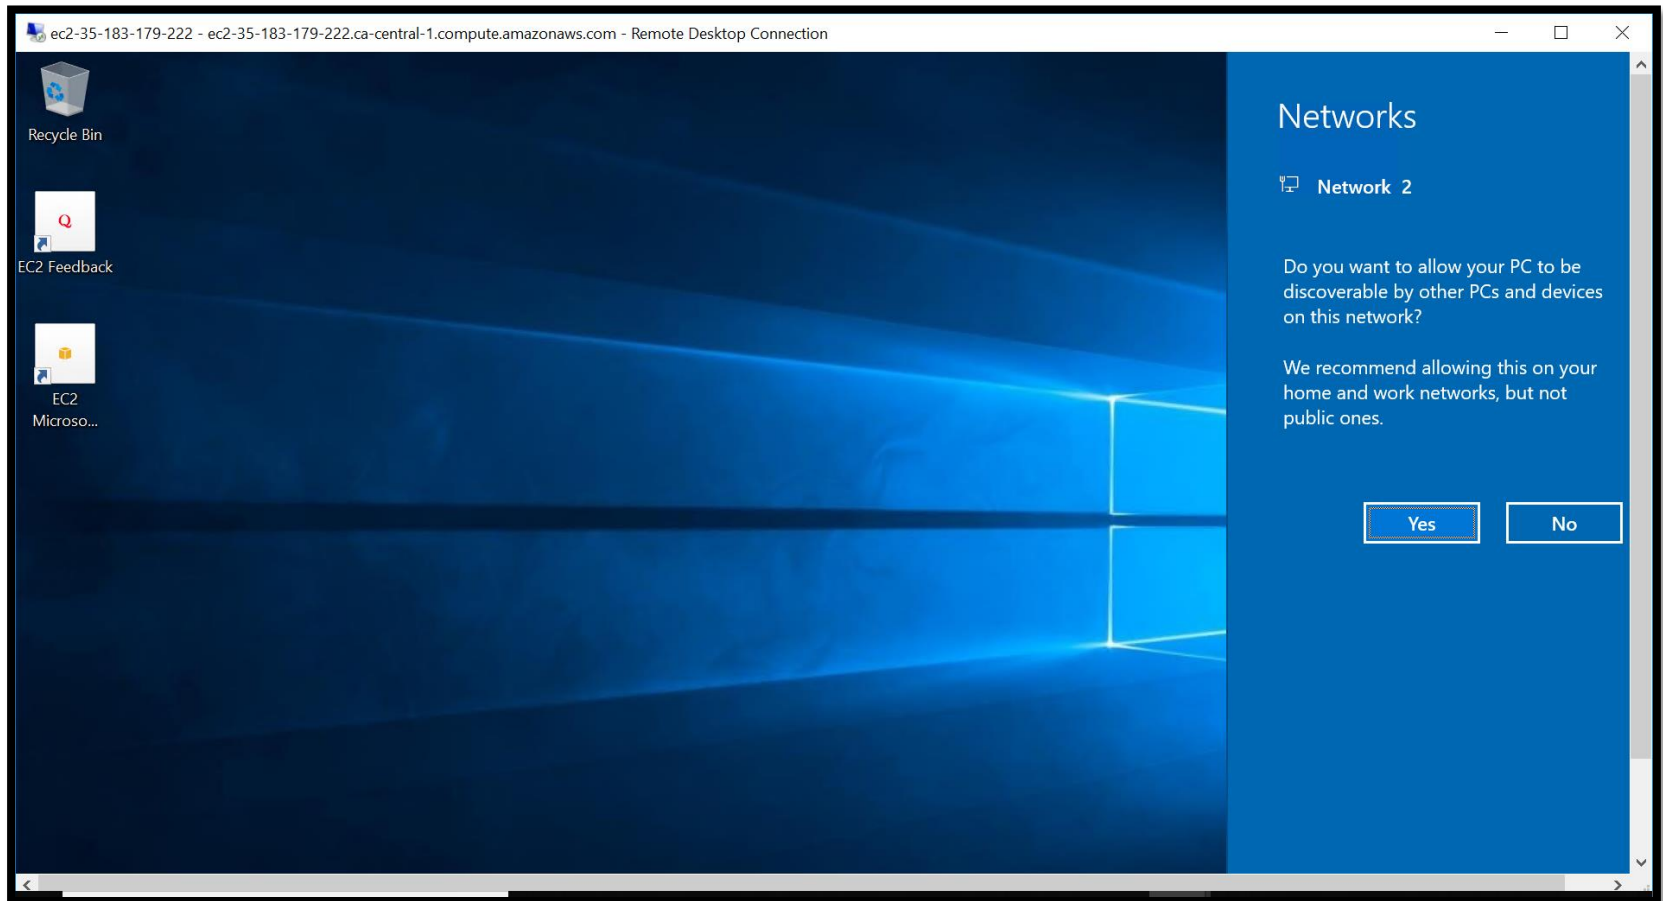 ec2-35-183-179-222 - ec2-35-183-179-222.ca-central-1.compute.amazonaws.com - Remote Desktop Connection
Recycle Bin
Q
EC2 Feedback
EC2
Microso...
Networks
Network 2
Do you want to allow your PC to be
discoverable by other PCs and devices
on this network?
We recommend allowing this on your
home and work networks, but not
public ones.
Yes
No